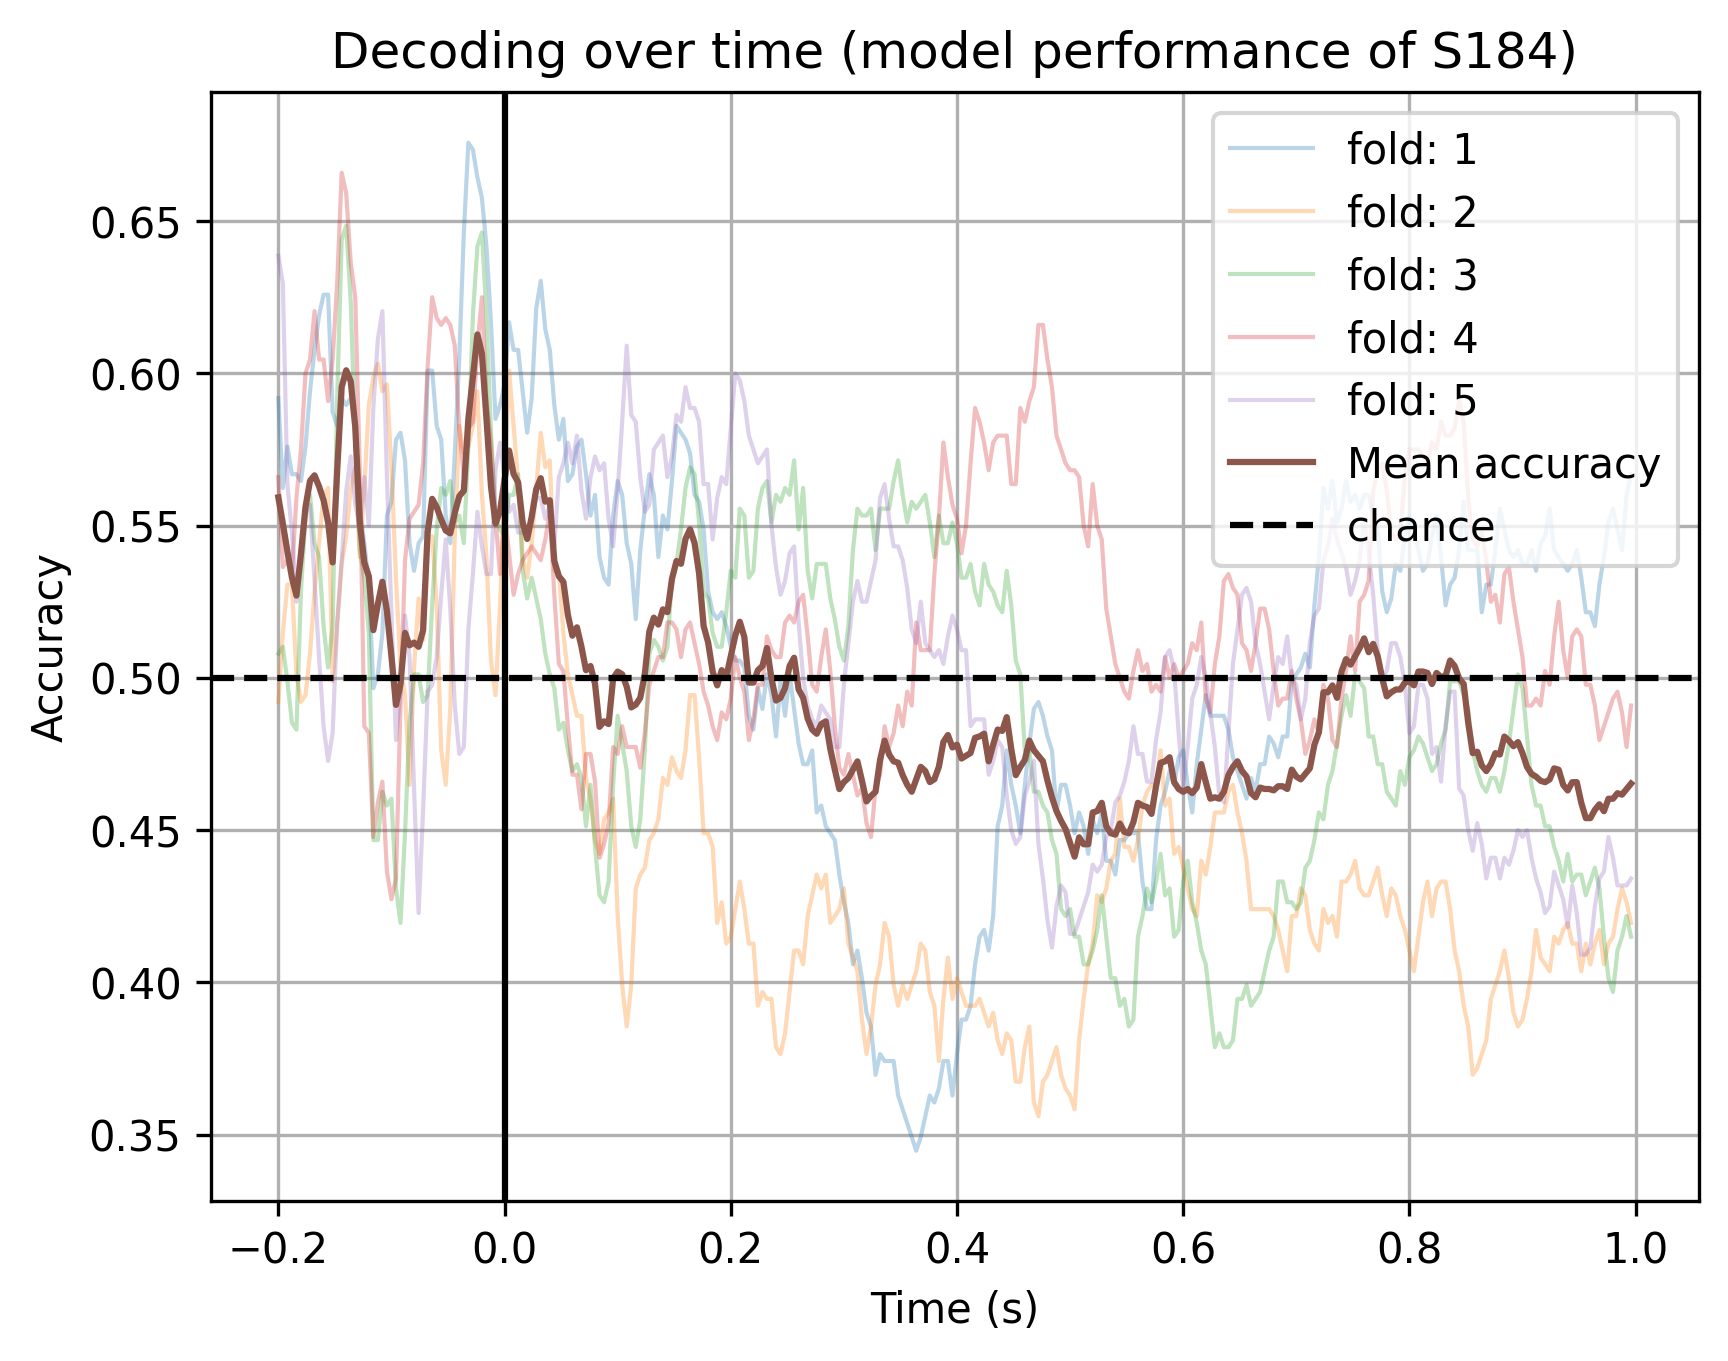 Decoding over time (model performance of S184)
fold: 1
fold: 2
fold: 3
fold: 4
fold: 5
Mean accuracy
chance
Accuracy
0.65
0.60
0.55
0.50
0.45
0.40
0.35
−0.2 0.0 0.2 0.4 0.6 0.8 1.0
Time (s)